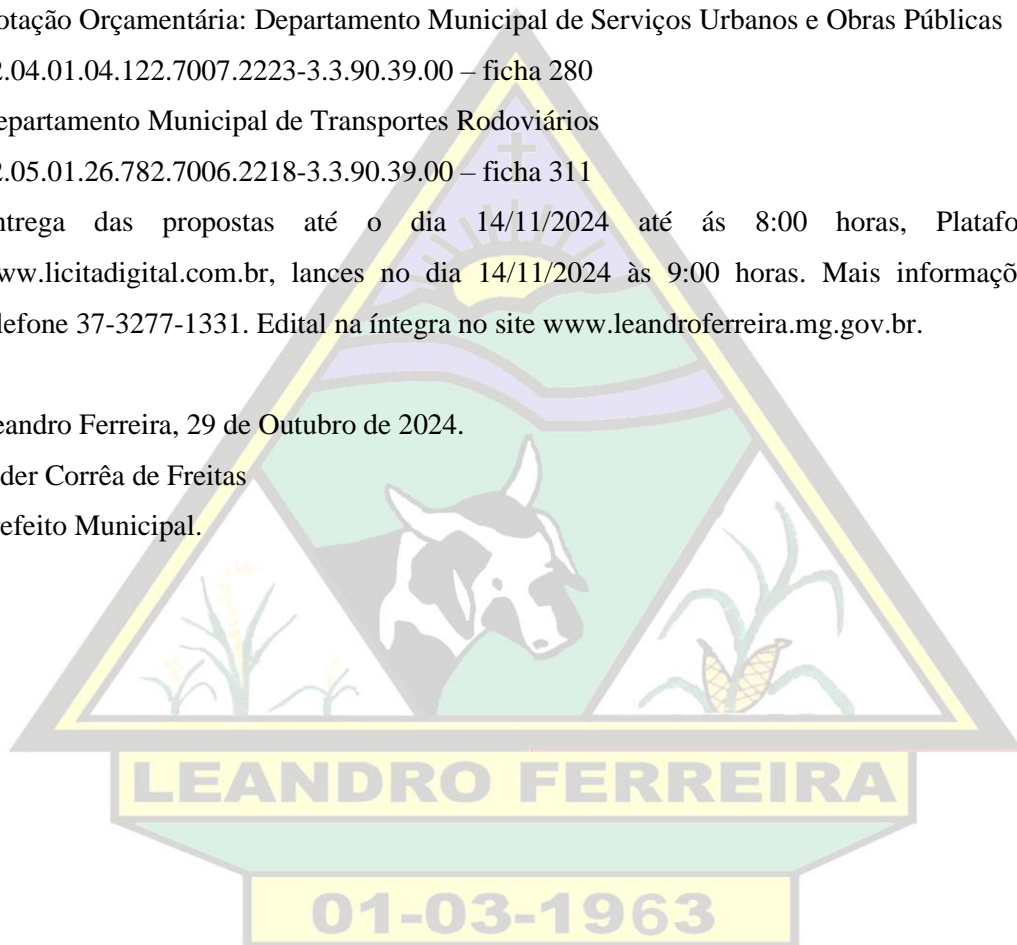 otação Orçamentária: Departamento Municipal de Serviços Urbanos e Obras Públicas
2.04.01.04.122.7007.2223-3.3.90.39.00 – ficha 280
epartamento Municipal de Transportes Rodoviários
2.05.01.26.782.7006.2218-3.3.90.39.00 – ficha 311
ntrega das propostas até o dia 14/11/2024 até ás 8:00 horas, Platafo
ww.licitadigital.com.br, lances no dia 14/11/2024 às 9:00 horas. Mais informaçõ
lefone 37-3277-1331. Edital na íntegra no site www.leandroferreira.mg.gov.br.
eandro Ferreira, 29 de Outubro de 2024.
lder Corrêa de Freitas
refeito Municipal.
LEANDRO FERREIRA
01-03-1963